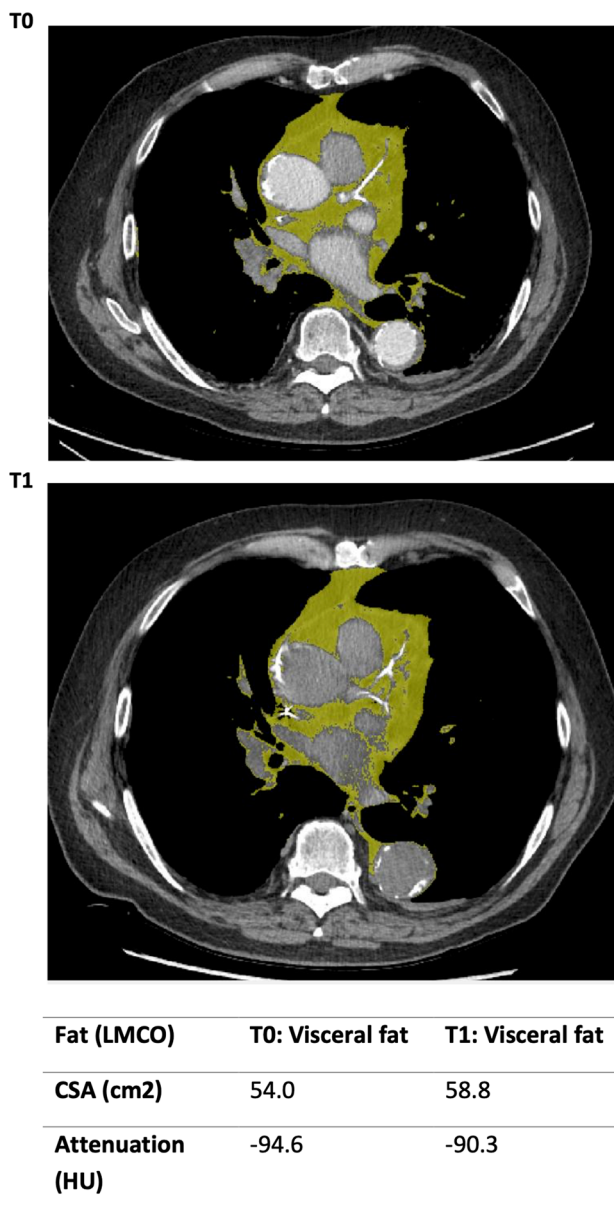 T0
T1
Fat (LMCO) T0: Visceral fat T1: Visceral fat
CSA (cm2) 54.0 58.8
Attenuation -94.6 -90.3
(HU)